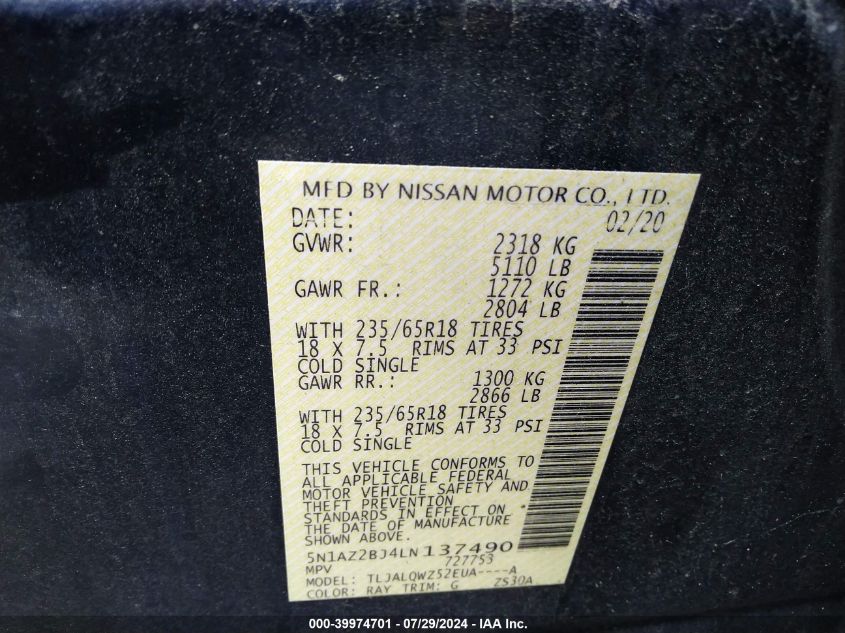 MFD BY NISSAN MOTOR CO., LTD.
DATE: 02/20
GVWR: 2318 KG
5110 LB
GAWR FR.: 1272 KG
2804 LB
WITH 235/65R18 TIRES
18 X 7.5 RIMS AT 33 PSI
COLD SINGLE
GAWR RR.: 1300 KG
2866 LB
WITH 235/65R18 TIRES
18 X 7.5 RIMS AT 33 PSI
COLD SINGLE
THIS VEHICLE CONFORMS TO
ALL APPLICABLE FEDERAL
MOTOR VEHICLE SAFETY AND
THEFT PREVENTION
STANDARDS IN EFFECT ON
THE DATE OF MANUFACTURE
SHOWN ABOVE.
5N1AZ2BJ4LN137490
MPV 727753
MODEL: TLJALQWZ52EUA----A
COLOR: RAY TRIM: G ZS30A
000-39974701 - 07/29/2024 - IAA Inc.